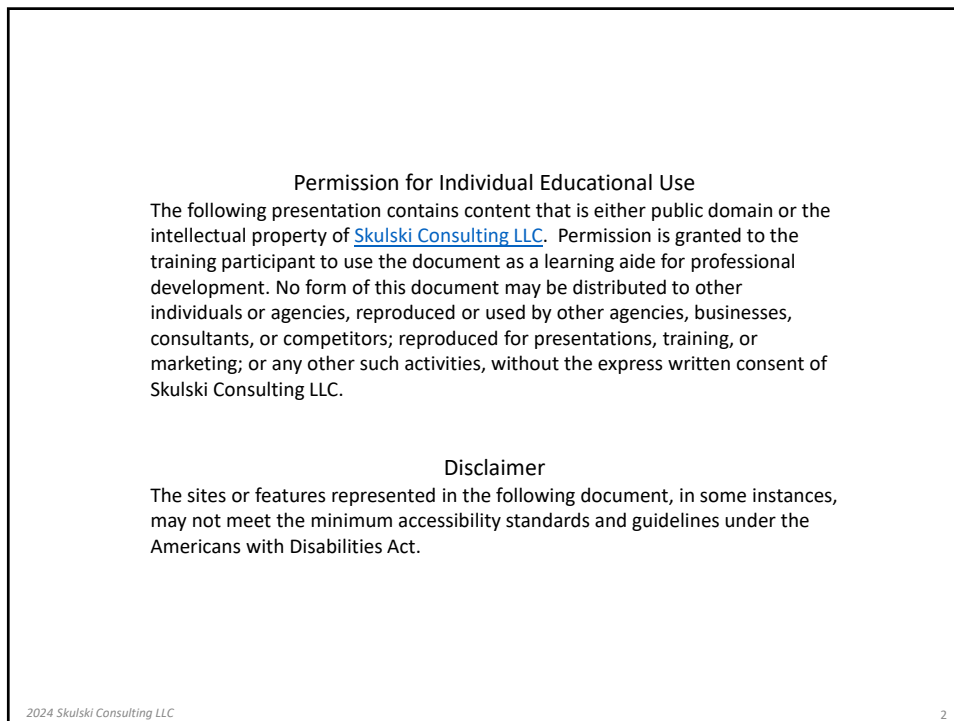 Permission for Individual Educational Use
The following presentation contains content that is either public domain or the
intellectual property of Skulski Consulting LLC.  Permission is granted to the
training participant to use the document as a learning aide for professional
development. No form of this document may be distributed to other
individuals or agencies, reproduced or used by other agencies, businesses,
consultants, or competitors; reproduced for presentations, training, or
marketing; or any other such activities, without the express written consent of
Skulski Consulting LLC.
Disclaimer
The sites or features represented in the following document, in some instances,
may not meet the minimum accessibility standards and guidelines under the
Americans with Disabilities Act.
2024 Skulski Consulting LLC
2